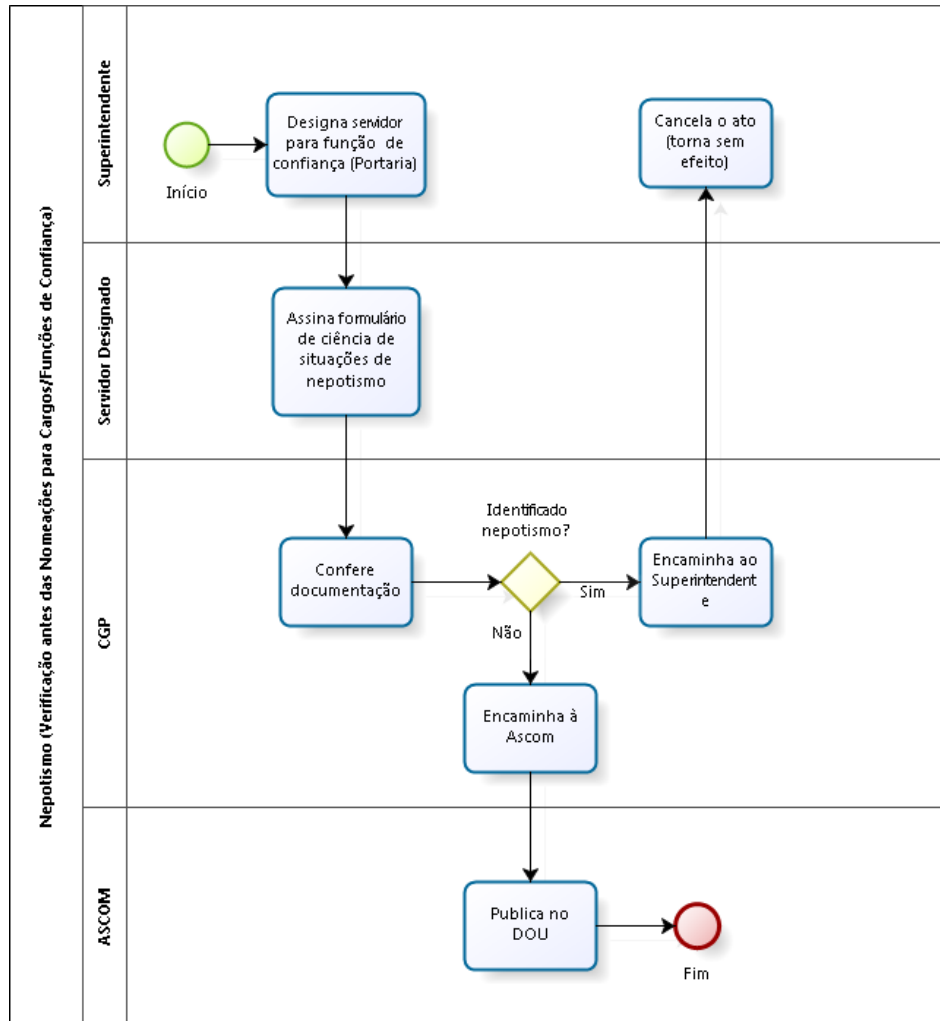 Nepotismo (Verificação antes das Nomeações para Cargos/Funções de Confiança)
Superintendente
Início
Designa servidor
para função de
confiança (Portaria)
Cancela o ato
(torna sem
efeito)
Servidor Designado
Assina formulário
de ciência de
situações de
nepotismo
CGP
Confere
documentação
Identificado
nepotismo?
Sim
Não
Encaminha ao
Superintendent
e
Encaminha à
Ascom
ASCOM
Publica no
DOU
Fim